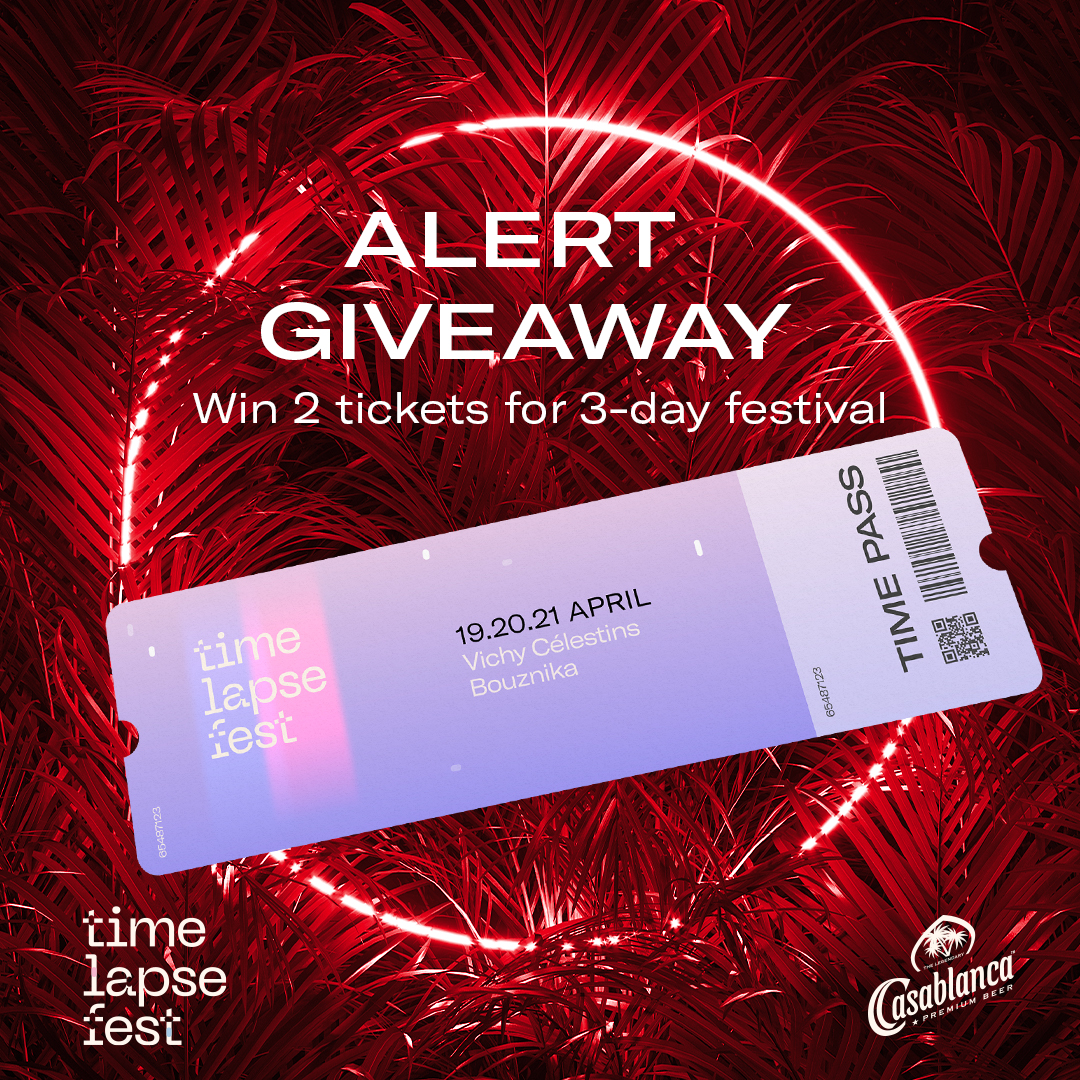 ALERT
GIVEAWAY
Win 2 tickets for 3-day festival
time
lapse
fest
19.20.21 APRIL
Vichy Célestins
Bouznika
TIME PASS
65487123
65487123
time
lapse
fest
THE LEGENDARY
Casablanca™
★ PREMIUM BEER